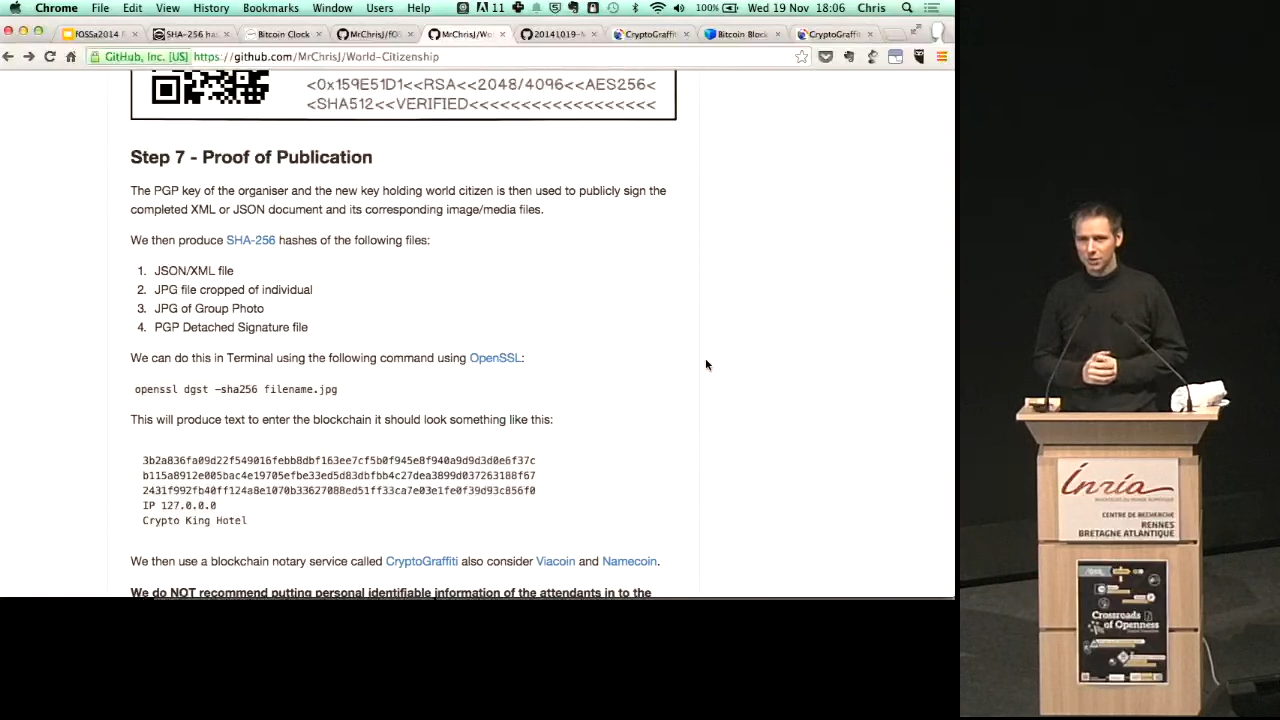 Chrome File Edit View History Bookmarks Window Users Help 11 100% Wed 19 Nov 18:06 Chris
fOSSa2014 SHA-256 ha Bitcoin Clock MrChrisJ/fO MrChrisJ/Wo 20141019- CryptoGraffit Bitcoin Block CryptoGraffit
GitHub, Inc. [US] https://github.com/MrChrisJ/World-Citizenship
<0x159E51D1<<RSA<<2048/4096<<AES256<
<SHA512<<VERIFIED<<<<<<<<<<<<<<<<<<
Step 7 - Proof of Publication
The PGP key of the organiser and the new key holding world citizen is then used to publicly sign the
completed XML or JSON document and its corresponding image/media files.
We then produce SHA-256 hashes of the following files:
1. JSON/XML file
2. JPG file cropped of individual
3. JPG of Group Photo
4. PGP Detached Signature file
We can do this in Terminal using the following command using OpenSSL:
openssl dgst -sha256 filename.jpg
This will produce text to enter the blockchain it should look something like this:
3b2a836fa09d22f549016febb8dbf163ee7cf5b0f945e8f940a9d9d3d0e6f37c
b115a8912e005bac4e19705efbe33ed5d83dbfbb4c27dea3899d037263188f67
2431f992fb40ff124a8e1070b33627088ed51ff33ca7e03e1fe0f39d93c856f0
IP 127.0.0.0
Crypto King Hotel
We then use a blockchain notary service called CryptoGraffiti also consider Viacoin and Namecoin.
We do NOT recommend putting personal identifiable information of the attendants in to the
Inria
CENTRE DE RECHERCHE
RENNES
BRETAGNE ATLANTIQUE
Crossroads
of Openness